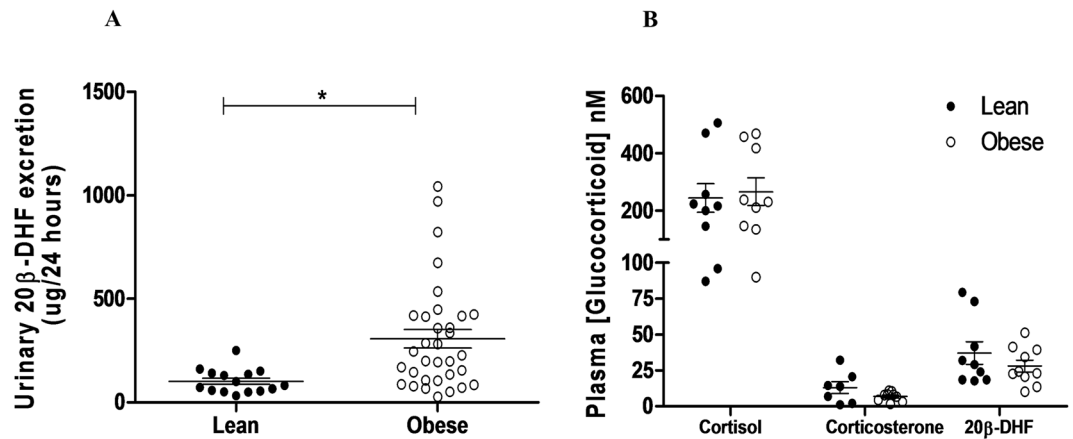 A
Urinary 20β-DHF excretion
(ug/24 hours)
1500
1000
500
0
*
Lean
Obese
B
Plasma [Glucocorticoid] nM
600
400
200
100
75
50
25
0
Lean
Obese
Cortisol
Corticosterone
20β-DHF